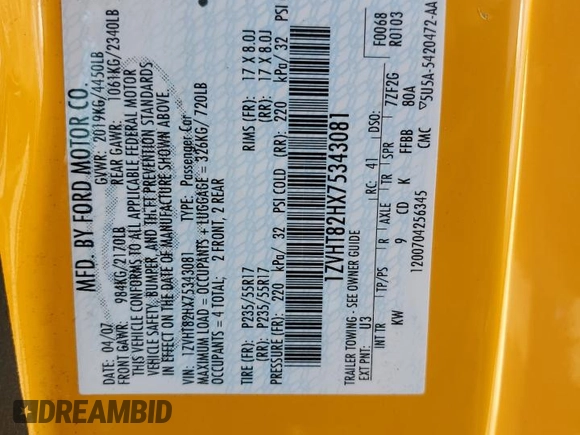 MFD. BY FORD MOTOR CO.
DATE: 04/07 GVWR: 2019KG/4450LB
FRONT GAWR: 984KG/2170LB REAR GAWR: 1061KG/2340LB
THIS VEHICLE CONFORMS TO ALL APPLICABLE FEDERAL MOTOR
VEHICLE SAFETY, BUMPER, AND THEFT PREVENTION STANDARDS
IN EFFECT ON THE DATE OF MANUFACTURE SHOWN ABOVE.
VIN: 1ZVHT82HX75343081 TYPE: Passenger Car
MAXIMUM LOAD = OCCUPANTS + LUGGAGE = 326KG/ 720LB
OCCUPANTS = 4 TOTAL; 2 FRONT, 2 REAR
TIRE (FR): P235/55R17 RIMS (FR): 17 X 8.0J
(RR): P235/55R17 (RR): 17 X 8.0J
PRESSURE (FR): 220 kPa/ 32 PSI COLD (RR): 220 kPa/ 32 PSI
1ZVHT82HX75343081
F0068
R0103
TRAILER TOWING - SEE OWNER GUIDE
EXT PNT: U3 RC: 41 DSO: 7ZF2G
INT TR TP/PS R AXLE TR SPR
KW 9 CD K FFBB 80A
1200704256345 CMC
5U5A-5420472-AA
DREAMBID